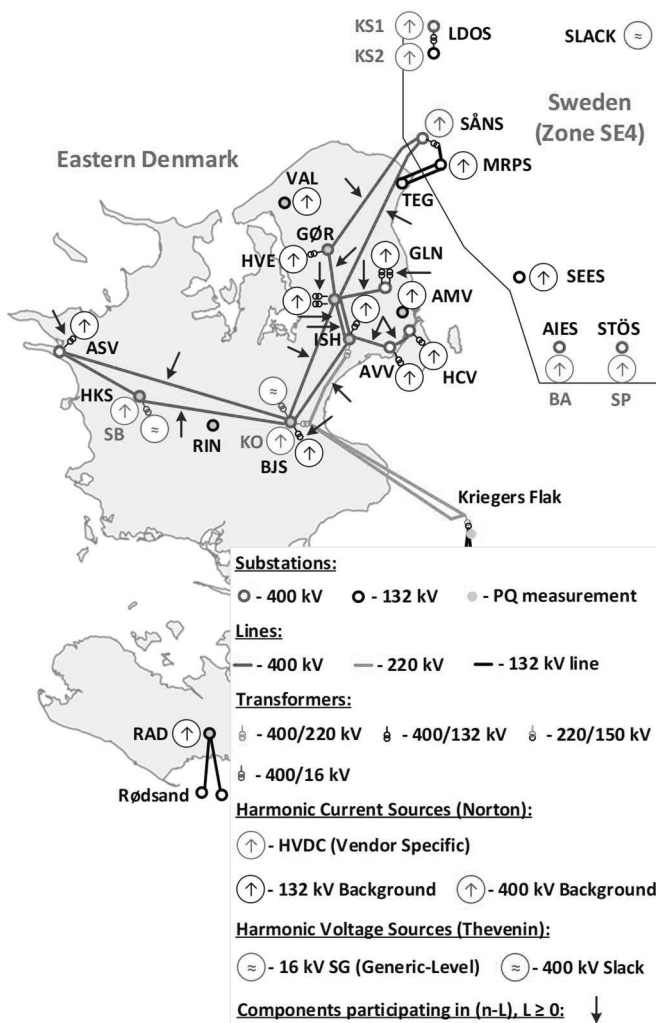 KS1
LDOS
SLACK
KS2
Sweden
(Zone SE4)
SÅNS
Eastern Denmark
MRPS
VAL
TEG
GØR
GLN
HVE
SEES
AMV
ISH
AIES STÖS
ASV
AVV
HCV
HKS
BA SP
SB
RIN
KO
BJS
Kriegers Flak
Substations:
- 400 kV - 132 kV - PQ measurement
Lines:
- 400 kV - 220 kV - 132 kV line
Transformers:
- 400/220 kV - 400/132 kV - 220/150 kV
- 400/16 kV
RAD
Rødsand
Harmonic Current Sources (Norton):
- HVDC (Vendor Specific)
- 132 kV Background - 400 kV Background
Harmonic Voltage Sources (Thevenin):
- 16 kV SG (Generic-Level) - 400 kV Slack
Components participating in (n-L), L ≥ 0: